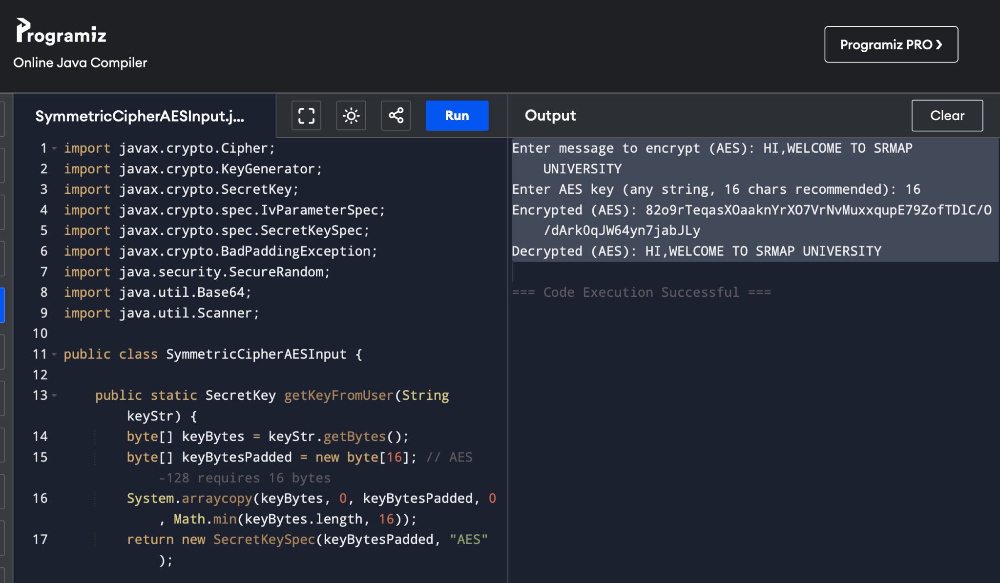 Programiz
Online Java Compiler
Programiz PRO ❯
SymmetricCipherAESInput.j...
Run
Output
Clear
1 import javax.crypto.Cipher;
2 import javax.crypto.KeyGenerator;
3 import javax.crypto.SecretKey;
4 import javax.crypto.spec.IvParameterSpec;
5 import javax.crypto.spec.SecretKeySpec;
6 import javax.crypto.BadPaddingException;
7 import java.security.SecureRandom;
8 import java.util.Base64;
9 import java.util.Scanner;
10
11 public class SymmetricCipherAESInput {
12
13 public static SecretKey getKeyFromUser(String
keyStr) {
14 byte[] keyBytes = keyStr.getBytes();
15 byte[] keyBytesPadded = new byte[16]; // AES
-128 requires 16 bytes
16 System.arraycopy(keyBytes, 0, keyBytesPadded, 0
, Math.min(keyBytes.length, 16));
17 return new SecretKeySpec(keyBytesPadded, "AES"
);
Enter message to encrypt (AES): HI,WELCOME TO SRMAP
UNIVERSITY
Enter AES key (any string, 16 chars recommended): 16
Encrypted (AES): 82o9rTeqasXOaaknYrXO7VrNvMuxxqupE79ZofTDlC/O
/dArk0qJW64yn7jabJLy
Decrypted (AES): HI,WELCOME TO SRMAP UNIVERSITY
=== Code Execution Successful ===